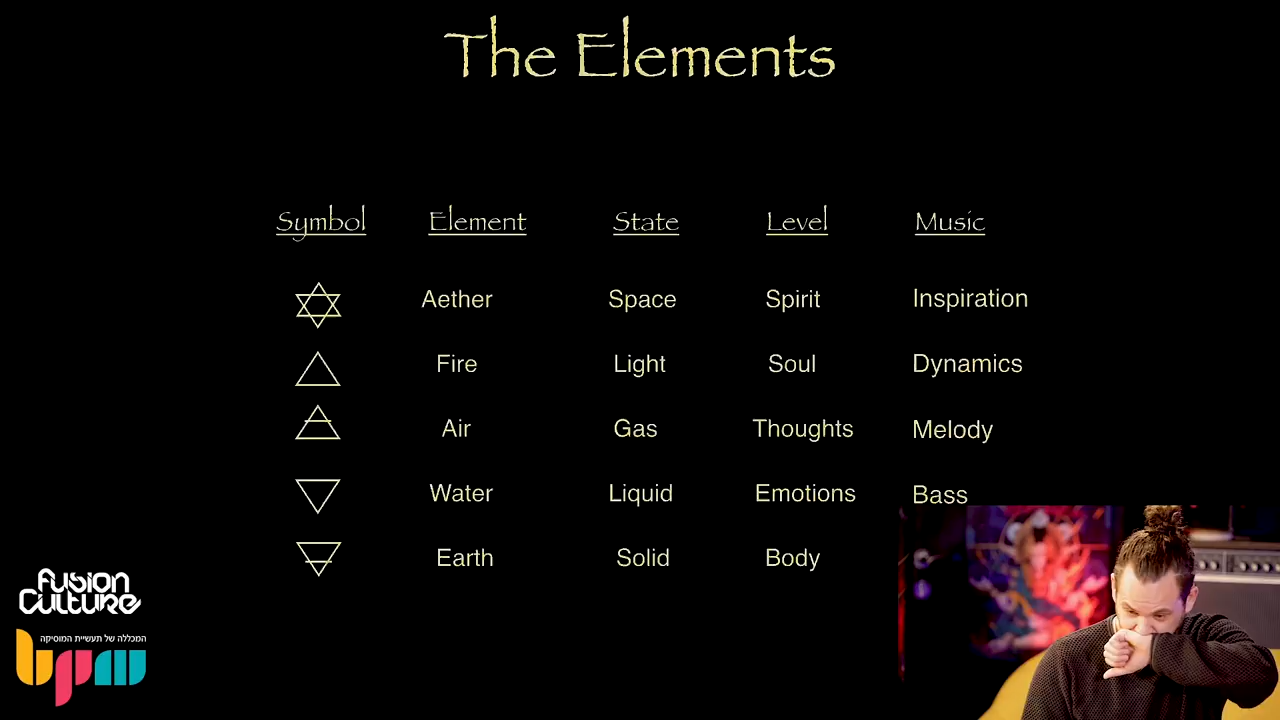 The Elements
Symbol Element State Level Music
Aether Space Spirit Inspiration
Fire Light Soul Dynamics
Air Gas Thoughts Melody
Water Liquid Emotions Bass
Earth Solid Body
fusion
culture
המכללה של תעשיית המוסיקה
bpm